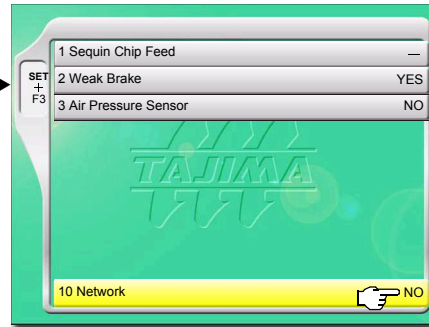 1 Sequin Chip Feed —
SET + F3
2 Weak Brake YES
3 Air Pressure Sensor NO
TAJIMA
10 Network NO